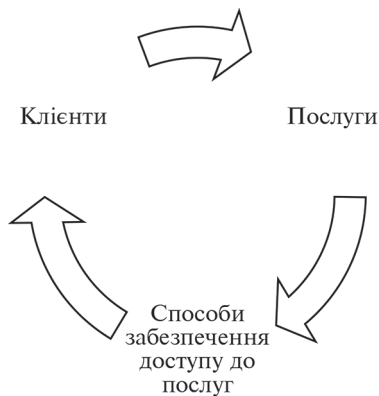 Клієнти
Послуги
Способи
забезпечення
доступу до
послуг